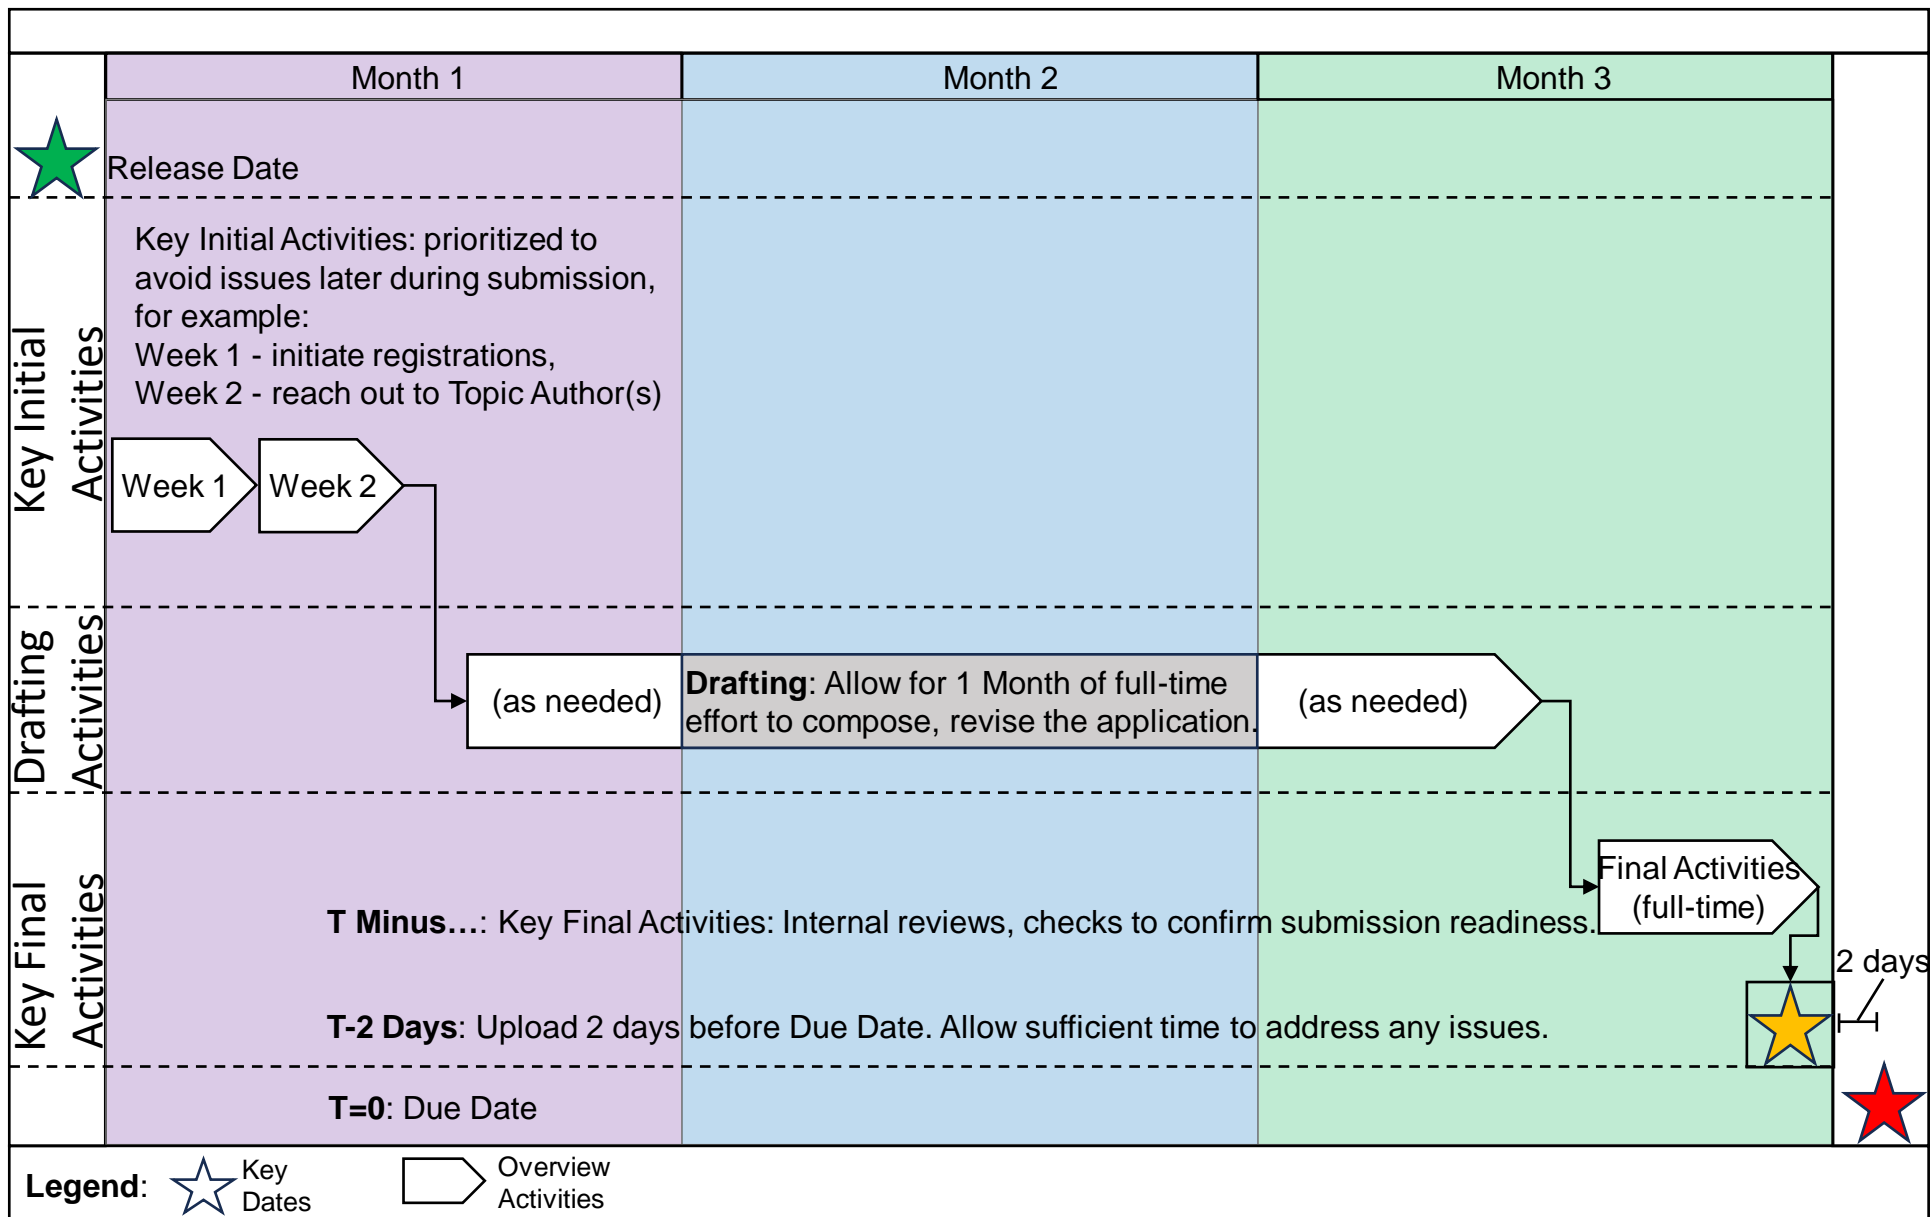 Month 1
Month 2
Month 3
Release Date
Key Initial
Activities
Key Initial Activities: prioritized to
avoid issues later during submission,
for example:
Week 1 - initiate registrations,
Week 2 - reach out to Topic Author(s)
Week 1
Week 2
Drafting
Activities
(as needed)
Drafting: Allow for 1 Month of full-time
effort to compose, revise the application.
(as needed)
Key Final
Activities
Final Activities
(full-time)
T Minus…: Key Final Activities: Internal reviews, checks to confirm submission readiness.
2 days
T-2 Days: Upload 2 days before Due Date. Allow sufficient time to address any issues.
T=0: Due Date
Legend:
Key
Dates
Overview
Activities